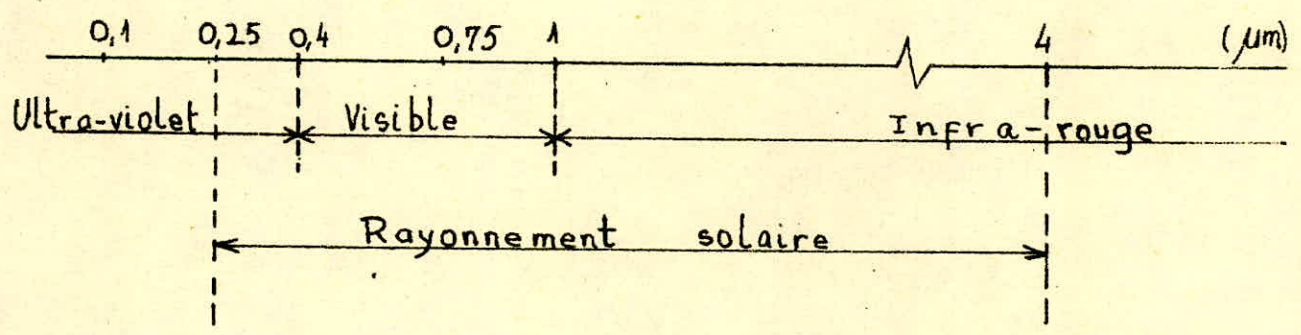 0,1 0,25 0,4 0,75 1 4 (μm)
Ultra-violet Visible Infra-rouge
Rayonnement solaire